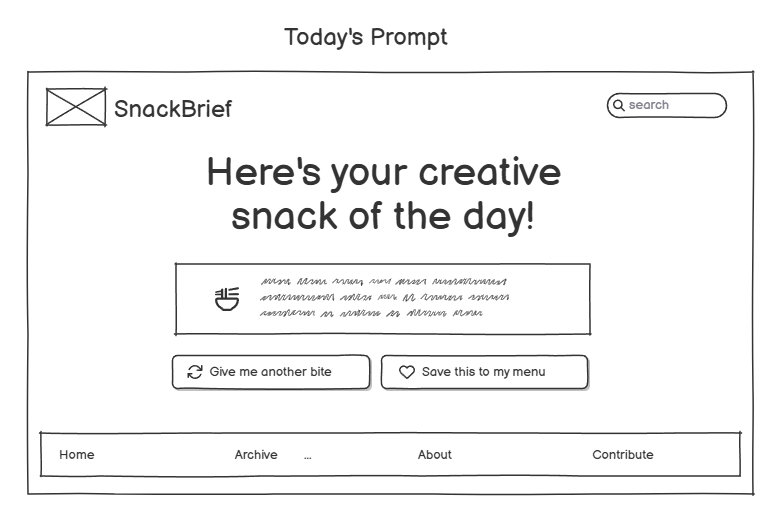 Today's Prompt
SnackBrief
search
Here's your creative
snack of the day!
Give me another bite
Save this to my menu
Home
Archive
...
About
Contribute